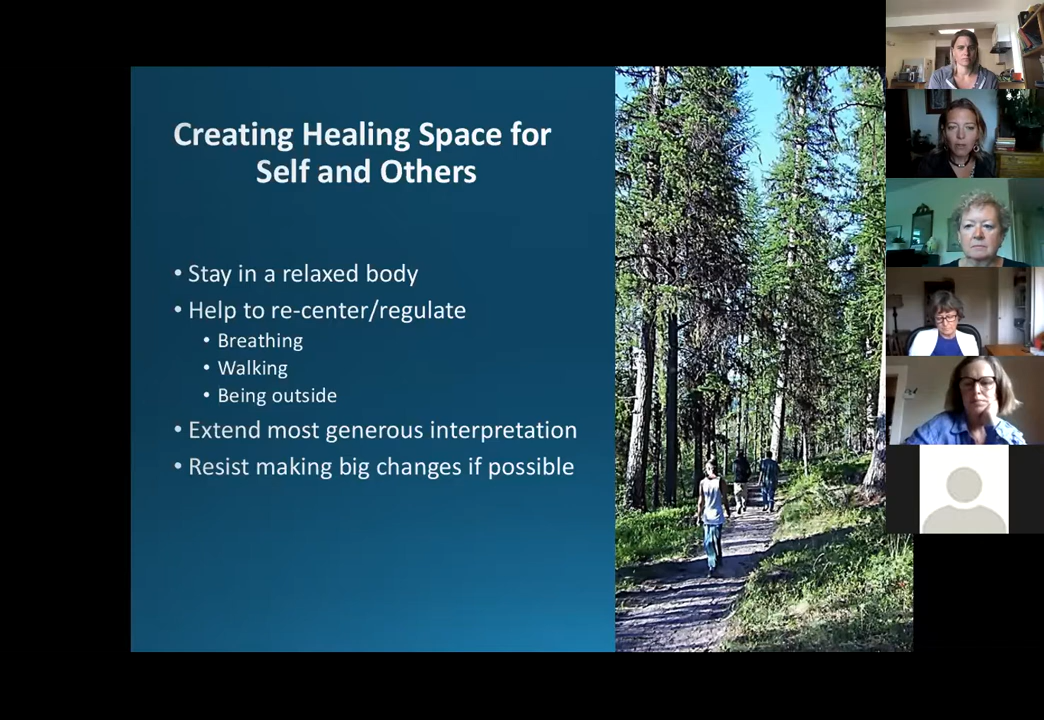 Creating Healing Space for
Self and Others
• Stay in a relaxed body
• Help to re-center/regulate
• Breathing
• Walking
• Being outside
• Extend most generous interpretation
• Resist making big changes if possible